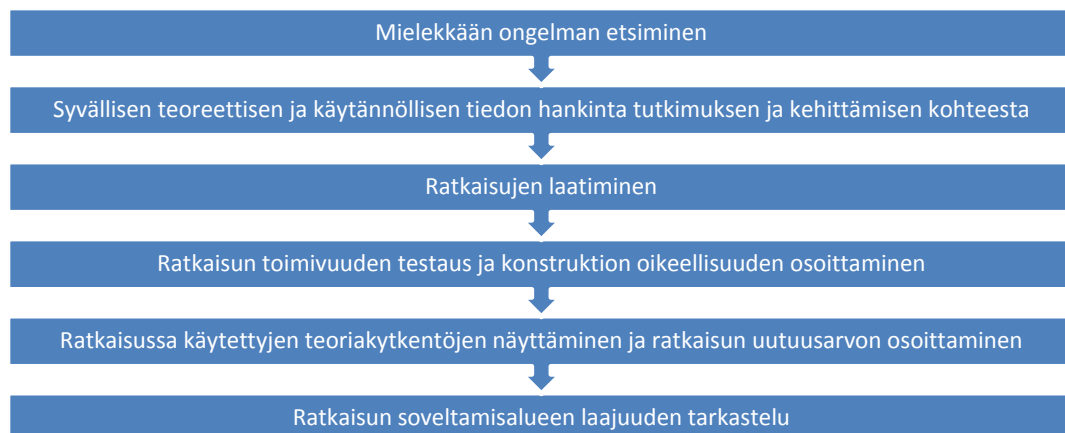 Mielekkään ongelman etsiminen
Syvällisen teoreettisen ja käytännöllisen tiedon hankinta tutkimuksen ja kehittämisen kohteesta
Ratkaisujen laatiminen
Ratkaisun toimivuuden testaus ja konstruktion oikeellisuuden osoittaminen
Ratkaisussa käytettyjen teoriakytkentöjen näyttäminen ja ratkaisun uutuusarvon osoittaminen
Ratkaisun soveltamisalueen laajuuden tarkastelu